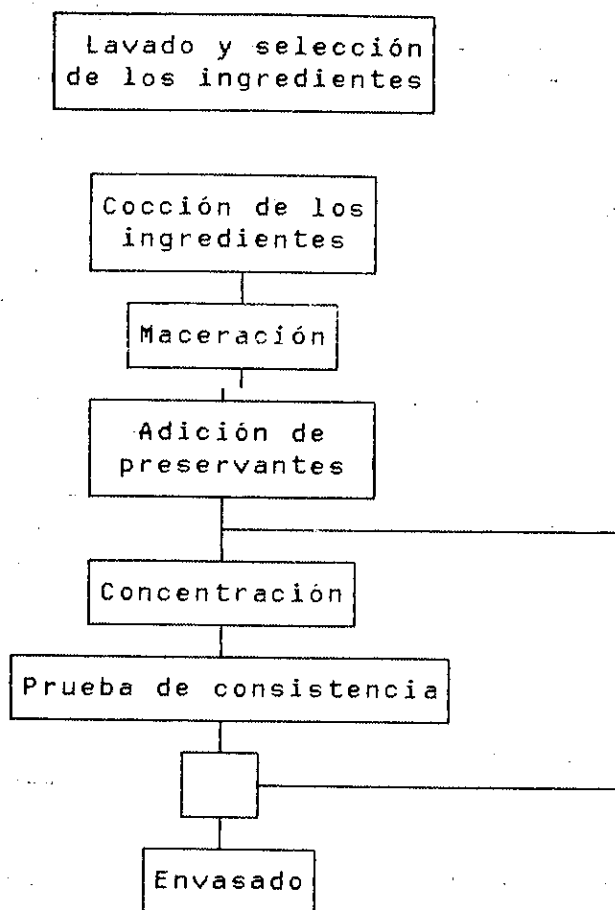 Lavado y selección
de los ingredientes
Cocción de los
ingredientes
Maceración
Adición de
preservantes
Concentración
Prueba de consistencia
Envasado